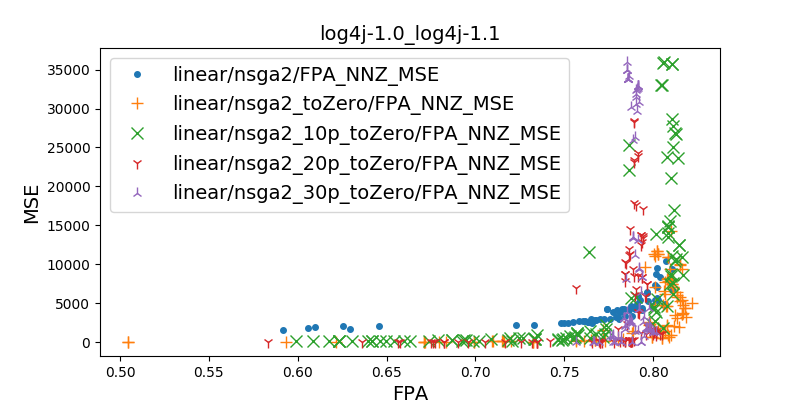 log4j-1.0_log4j-1.1
35000
30000
25000
20000
15000
10000
5000
0
MSE
linear/nsga2/FPA_NNZ_MSE
linear/nsga2_toZero/FPA_NNZ_MSE
linear/nsga2_10p_toZero/FPA_NNZ_MSE
linear/nsga2_20p_toZero/FPA_NNZ_MSE
linear/nsga2_30p_toZero/FPA_NNZ_MSE
0.50 0.55 0.60 0.65 0.70 0.75 0.80
FPA